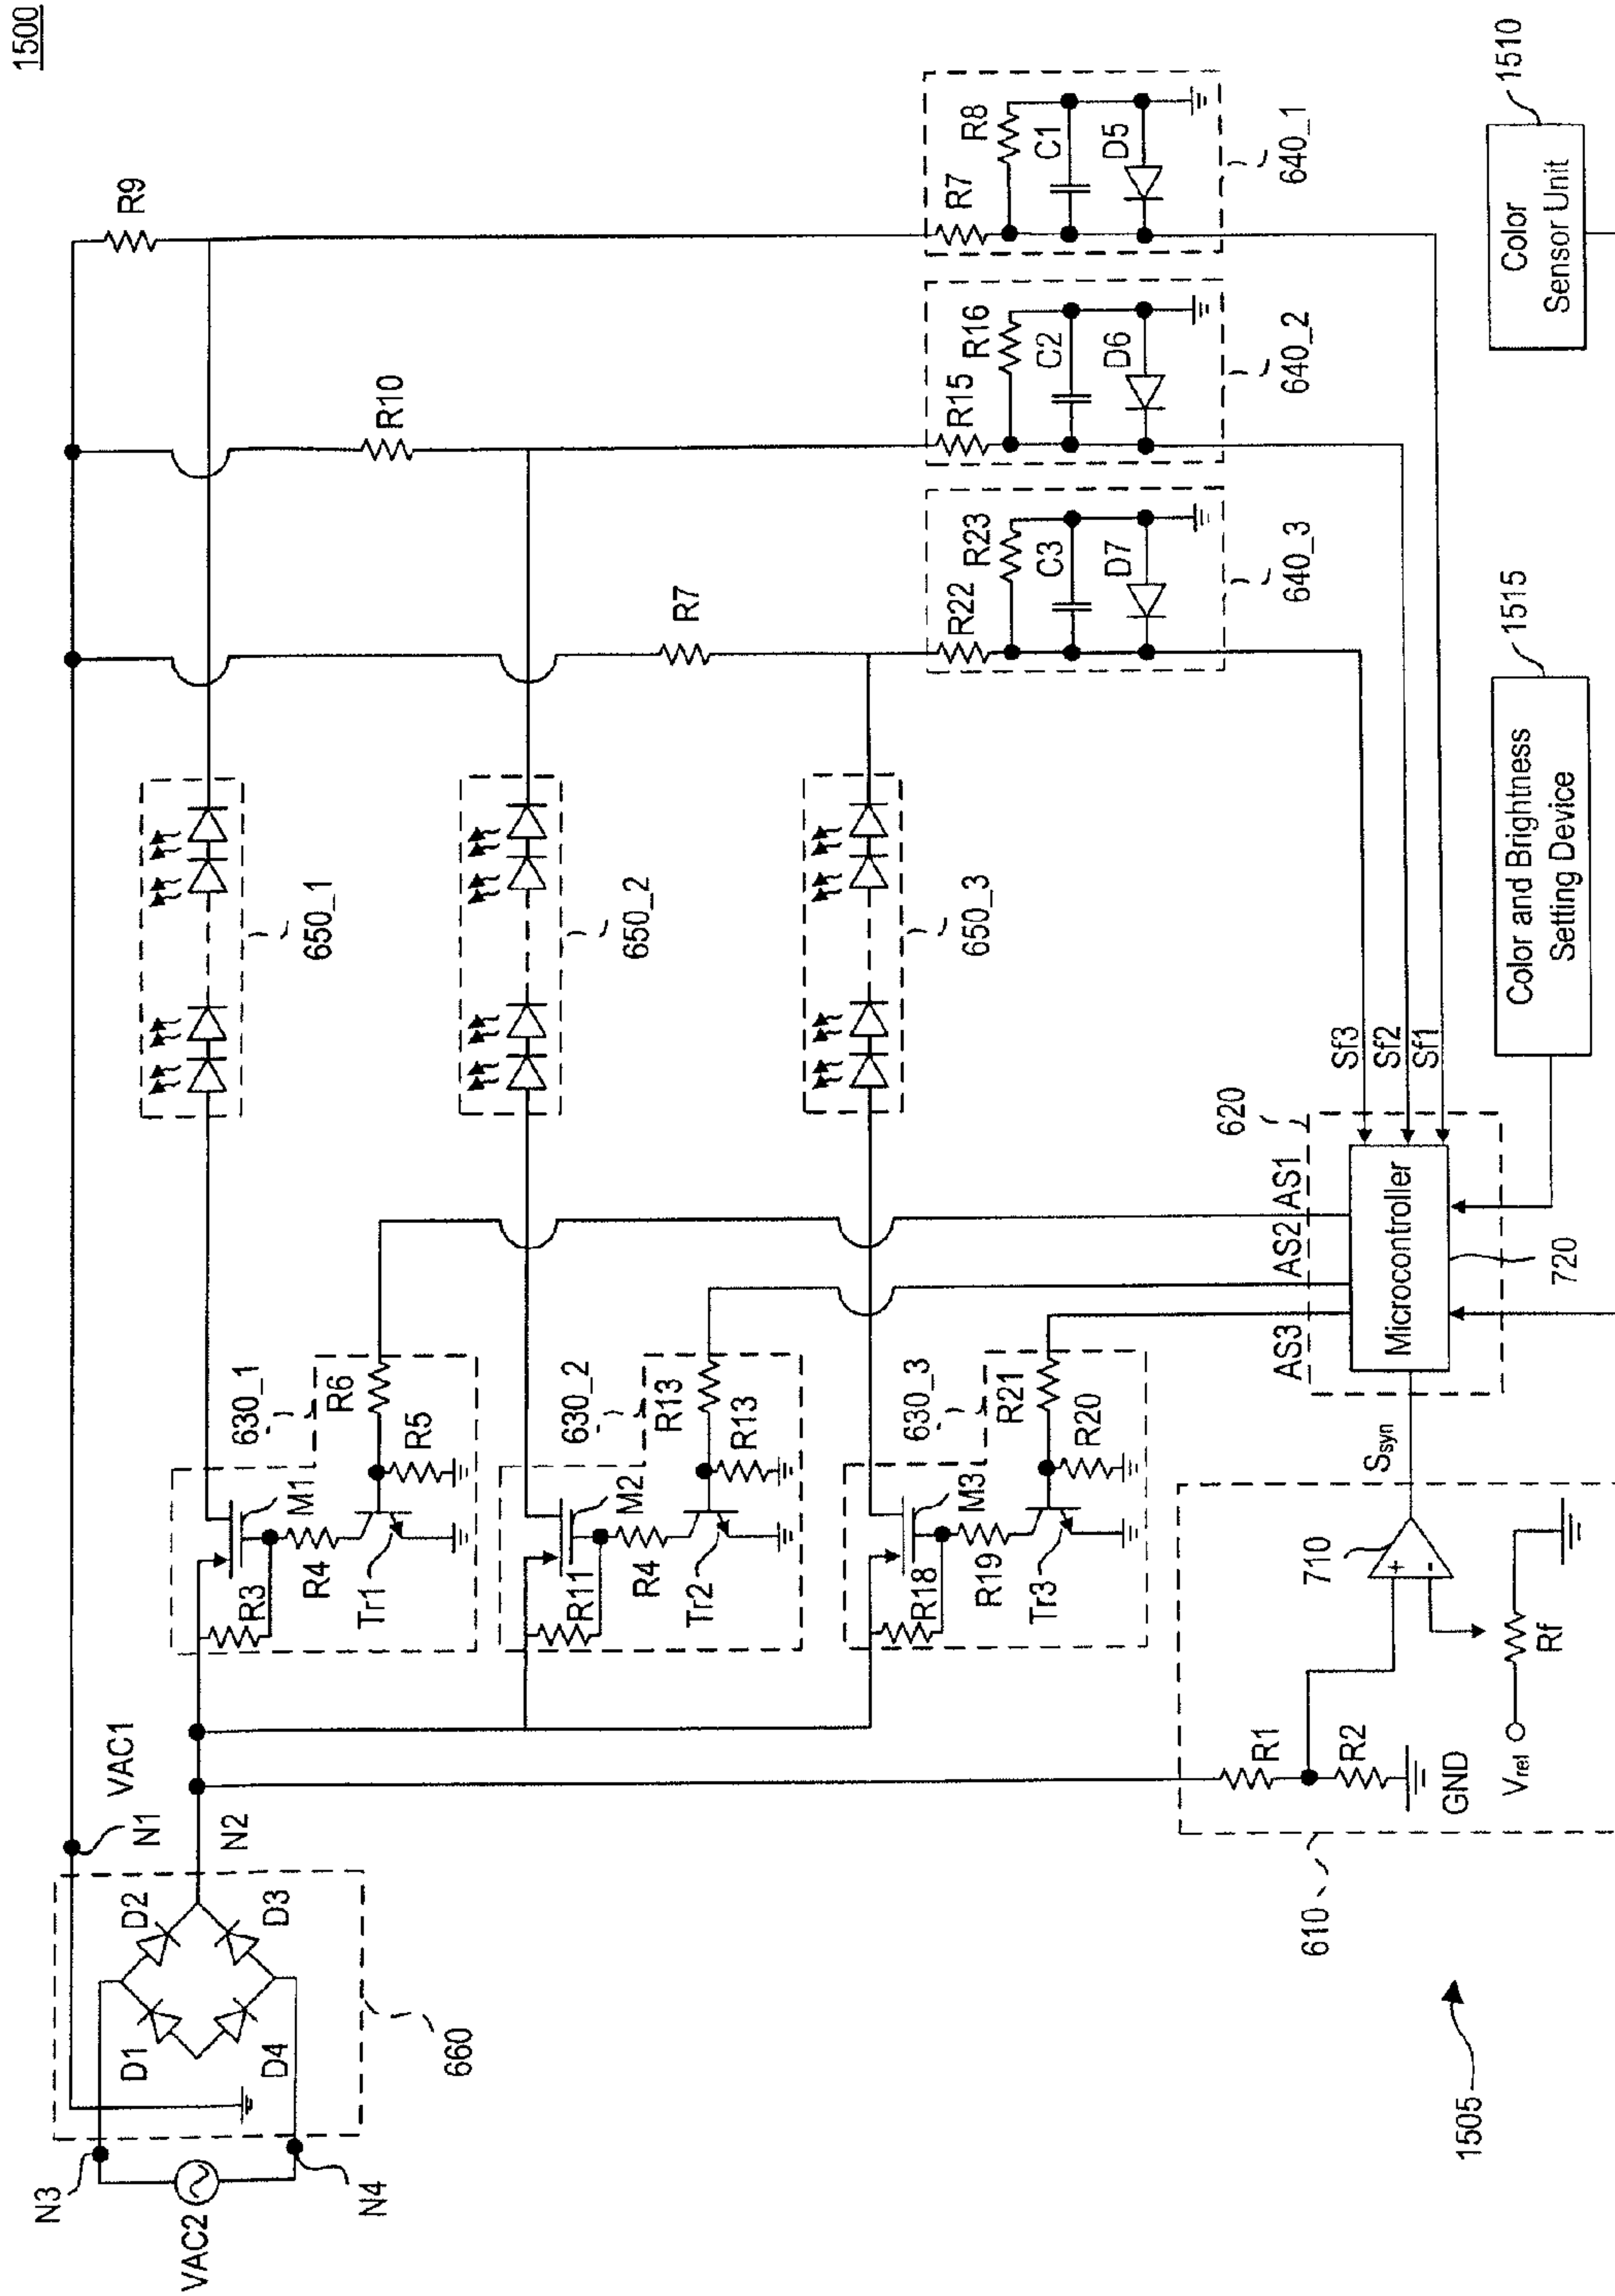 1500
VAC2
N3
N4
D1
D2
D3
D4
660
N1
N2
VAC1
R3
R4
Tr1
M1
630_1
R6
R5
650_1
R9
R11
R4
Tr2
M2
630_2
R13
R13
650_2
R10
R18
R19
Tr3
M3
630_3
R21
R20
650_3
R7
R22
R23
C3
D7
640_3
R15
R16
C2
D6
640_2
R7
R8
C1
D5
640_1
R1
R2
GND
Vref
Rf
+
-
710
610
Ssyn
AS3
AS2
AS1
620
Microcontroller
720
Sf3
Sf2
Sf1
Color and Brightness
Setting Device
1515
Color
Sensor Unit
1510
1505